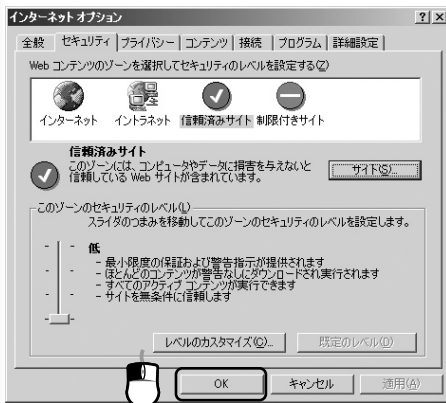 インターネット オプション
全般 セキュリティ プライバシー コンテンツ 接続 プログラム 詳細設定
Web コンテンツのゾーンを選択してセキュリティのレベルを設定する(Z)
インターネット イントラネット 信頼済みサイト 制限付きサイト
信頼済みサイト
このゾーンには、コンピュータやデータに損害を与えないと
信頼している Web サイトが含まれています。
サイト(S)...
このゾーンのセキュリティのレベル(L)
スライダのつまみを移動してこのゾーンのセキュリティのレベルを設定します。
低
- 最小限度の保証および警告指示が提供されます
- ほとんどのコンテンツが警告なしにダウンロードされ実行されます
- すべてのアクティブ コンテンツが実行できます
- サイトを無条件に信頼します
レベルのカスタマイズ(C)... 既定のレベル(D)
OK キャンセル 適用(A)